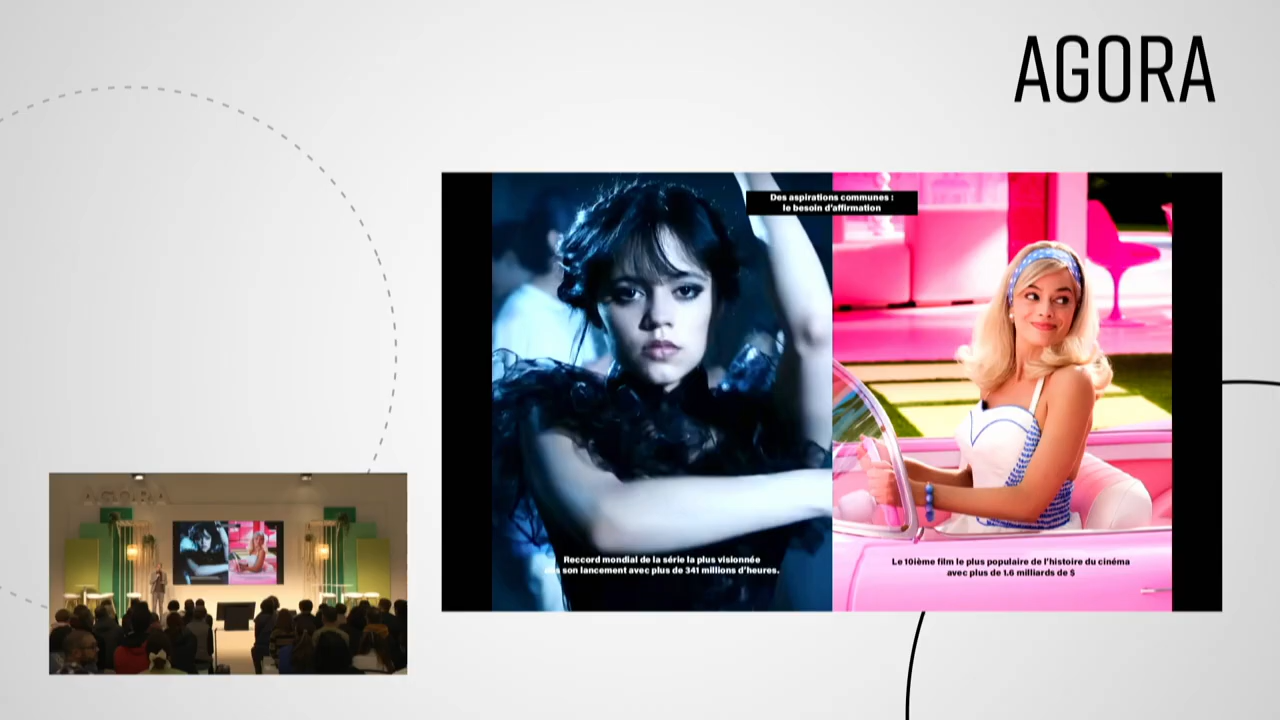 AGORA
Des aspirations communes :
le besoin d'affirmation
Reccord mondial de la série la plus visionnée
son lancement avec plus de 341 millions d'heures.
Le 10ième film le plus populaire de l'histoire du cinéma
avec plus de 1.6 milliards de $
AGORA